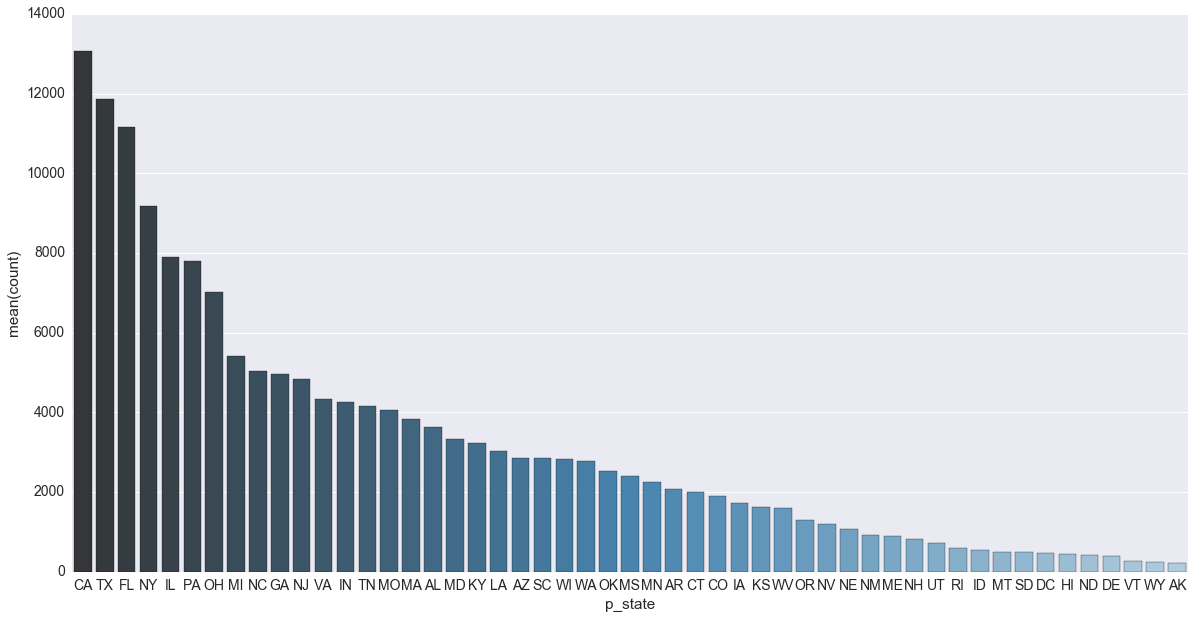 14000
12000
10000
8000
6000
4000
2000
0
mean(count)
CA TX FL NY IL PA OH MI NC GA NJ VA IN TN MO MA AL MD KY LA AZ SC WI WA OK MS MN AR CT CO IA KS WV OR NV NE NM ME NH UT RI ID MT SD DC HI ND DE VT WY AK
p_state